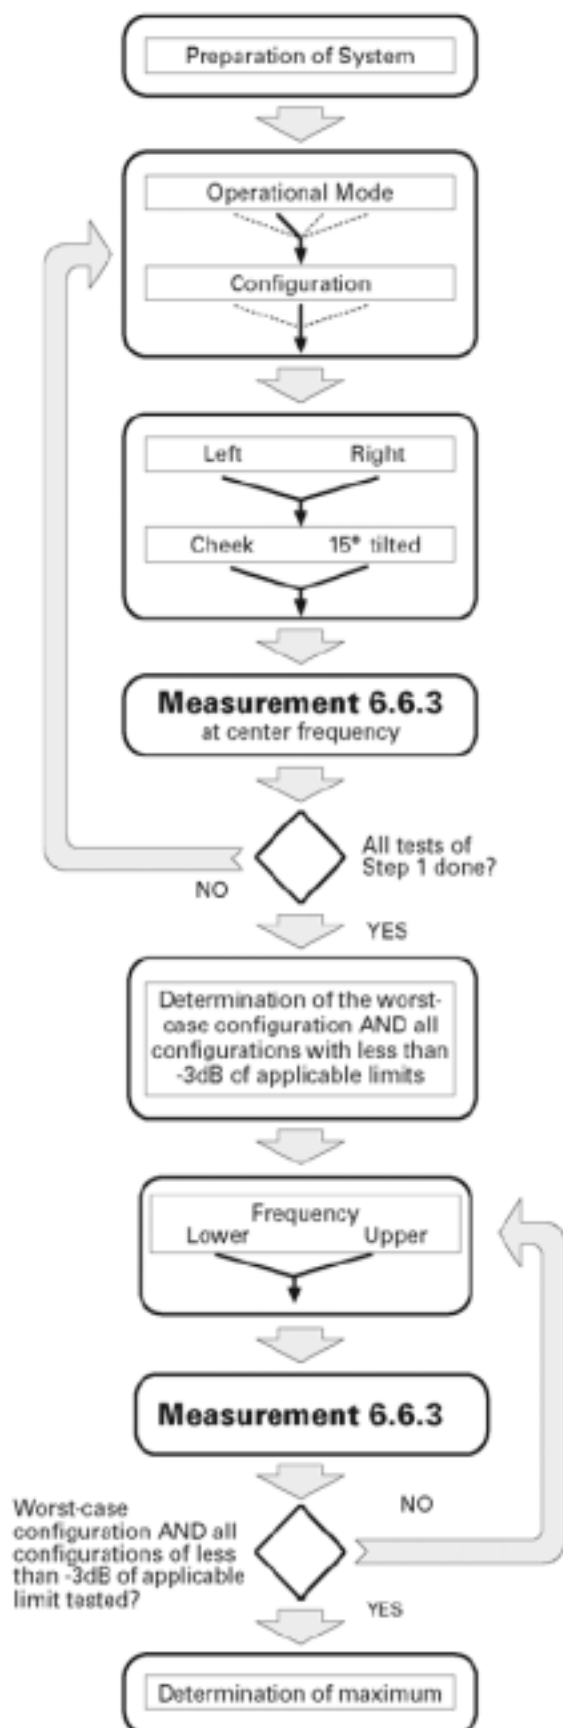 Preparation of System
Operational Mode
Configuration
Left Right
Cheek 15° tilted
Measurement 6.6.3
at center frequency
All tests of
Step 1 done?
NO
YES
Determination of the worst-
case configuration AND all
configurations with less than
-3dB of applicable limits
Frequency
Lower Upper
Measurement 6.6.3
NO
Worst-case
configuration AND all
configurations of less
than -3dB of applicable
limit tested?
YES
Determination of maximum